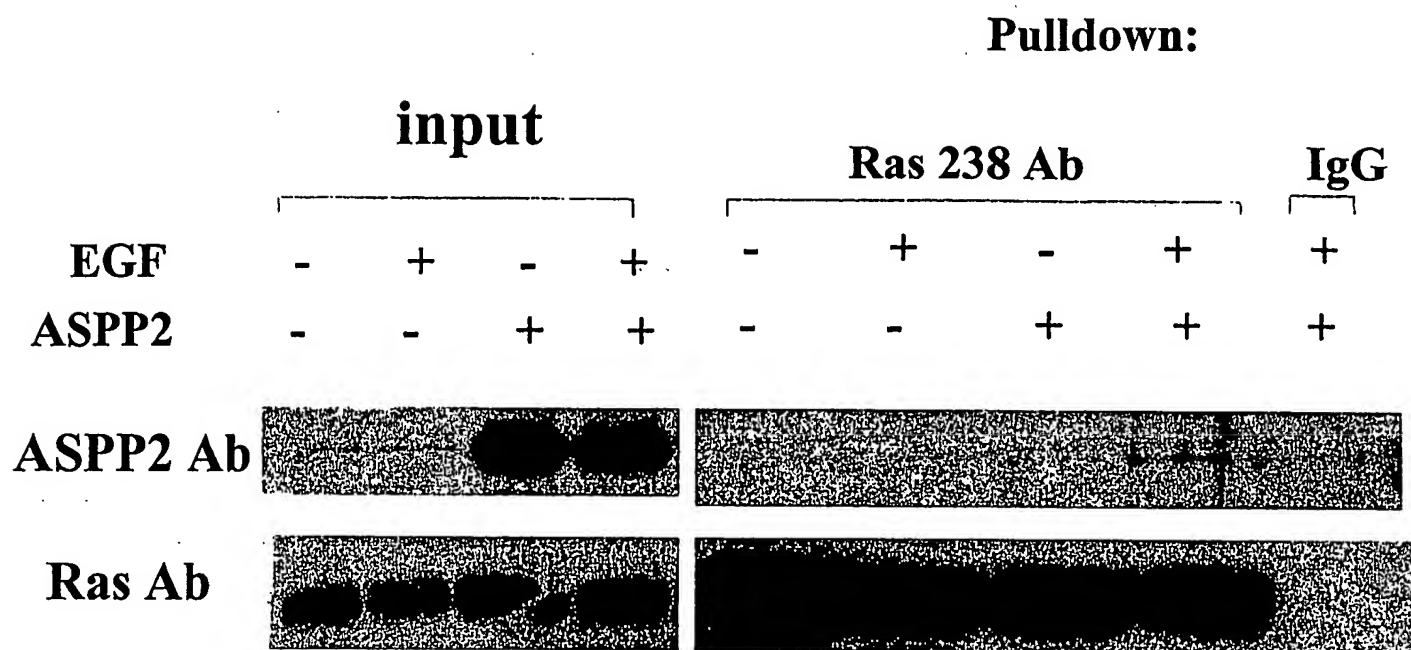 Pulldown:
input
Ras 238 Ab
IgG
EGF - + - + - + - + +
ASPP2 - - + + - - + + +
ASPP2 Ab
Ras Ab